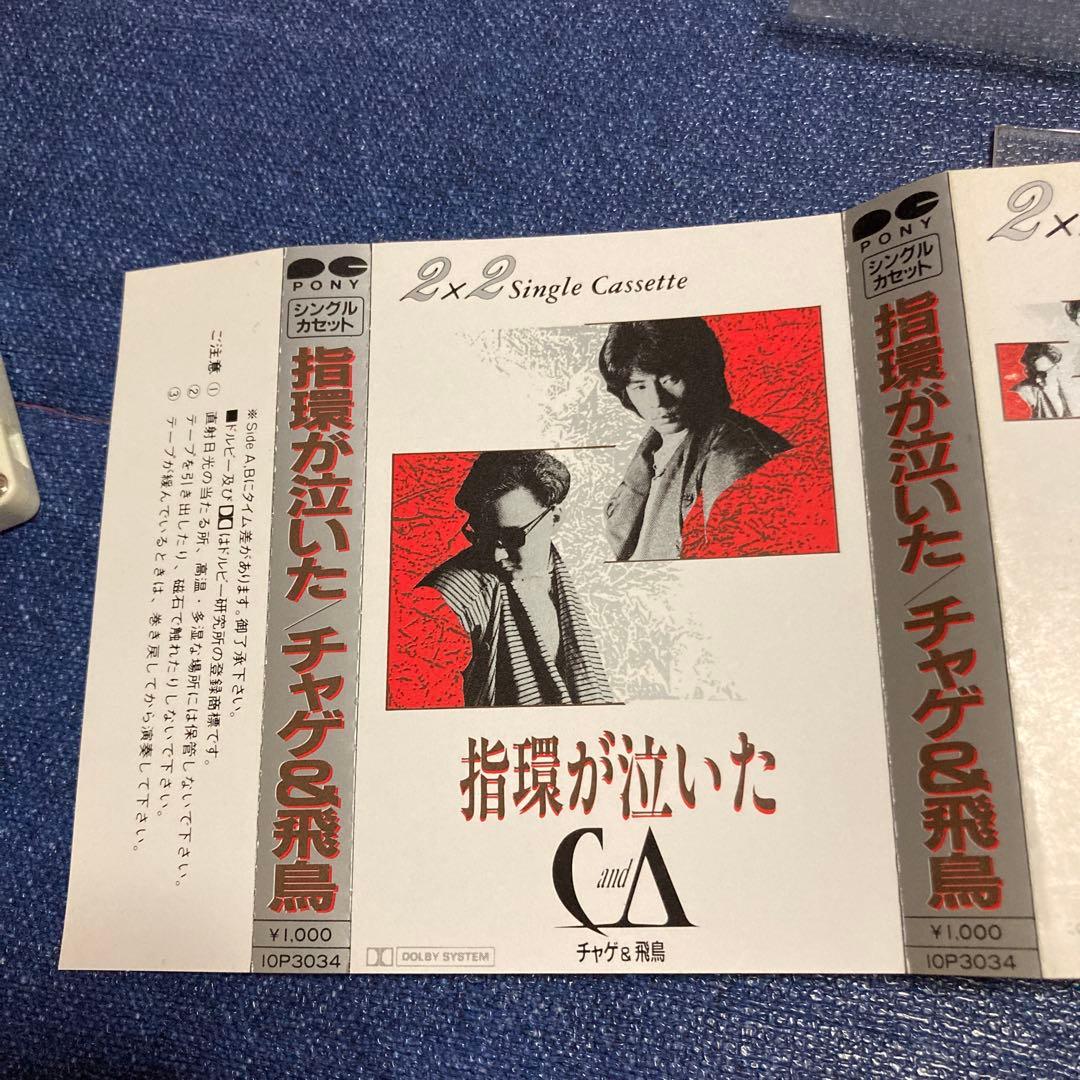 ※Side A,Bにタイム差があります。御了承下さい。
■ドルビー及びはドルビー研究所の登録商標です。
ご注意 ① 直射日光の当たる所、高温・多湿な場所には保管しないで下さい。
② テープを引き出したり、磁石で触れたりしないで下さい。
③ テープが緩んでいるときは、巻き戻してから演奏して下さい。
PC
PONY
シングル
カセット
指環が泣いた/チャゲ&飛鳥
¥1,000
10P3034
2×2 Single Cassette
指環が泣いた
C and A
チャゲ&飛鳥
DOLBY SYSTEM
PC
PONY
シングル
カセット
指環が泣いた/チャゲ&飛鳥
¥1,000
10P3034
2×